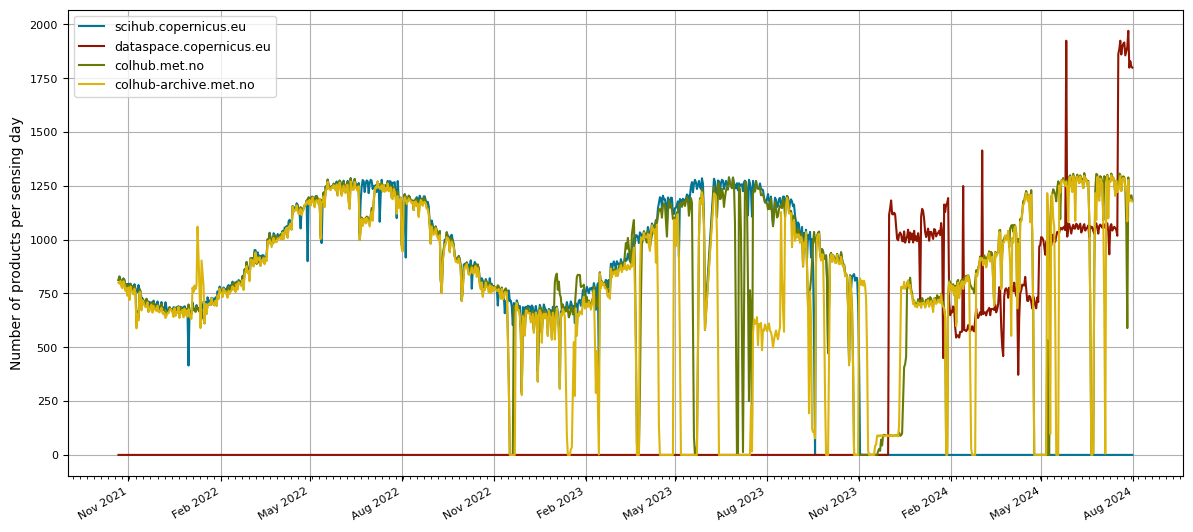 scihub.copernicus.eu
dataspace.copernicus.eu
colhub.met.no
colhub-archive.met.no
Number of products per sensing day
2000
1750
1500
1250
1000
750
500
250
0
Nov 2021
Feb 2022
May 2022
Aug 2022
Nov 2022
Feb 2023
May 2023
Aug 2023
Nov 2023
Feb 2024
May 2024
Aug 2024